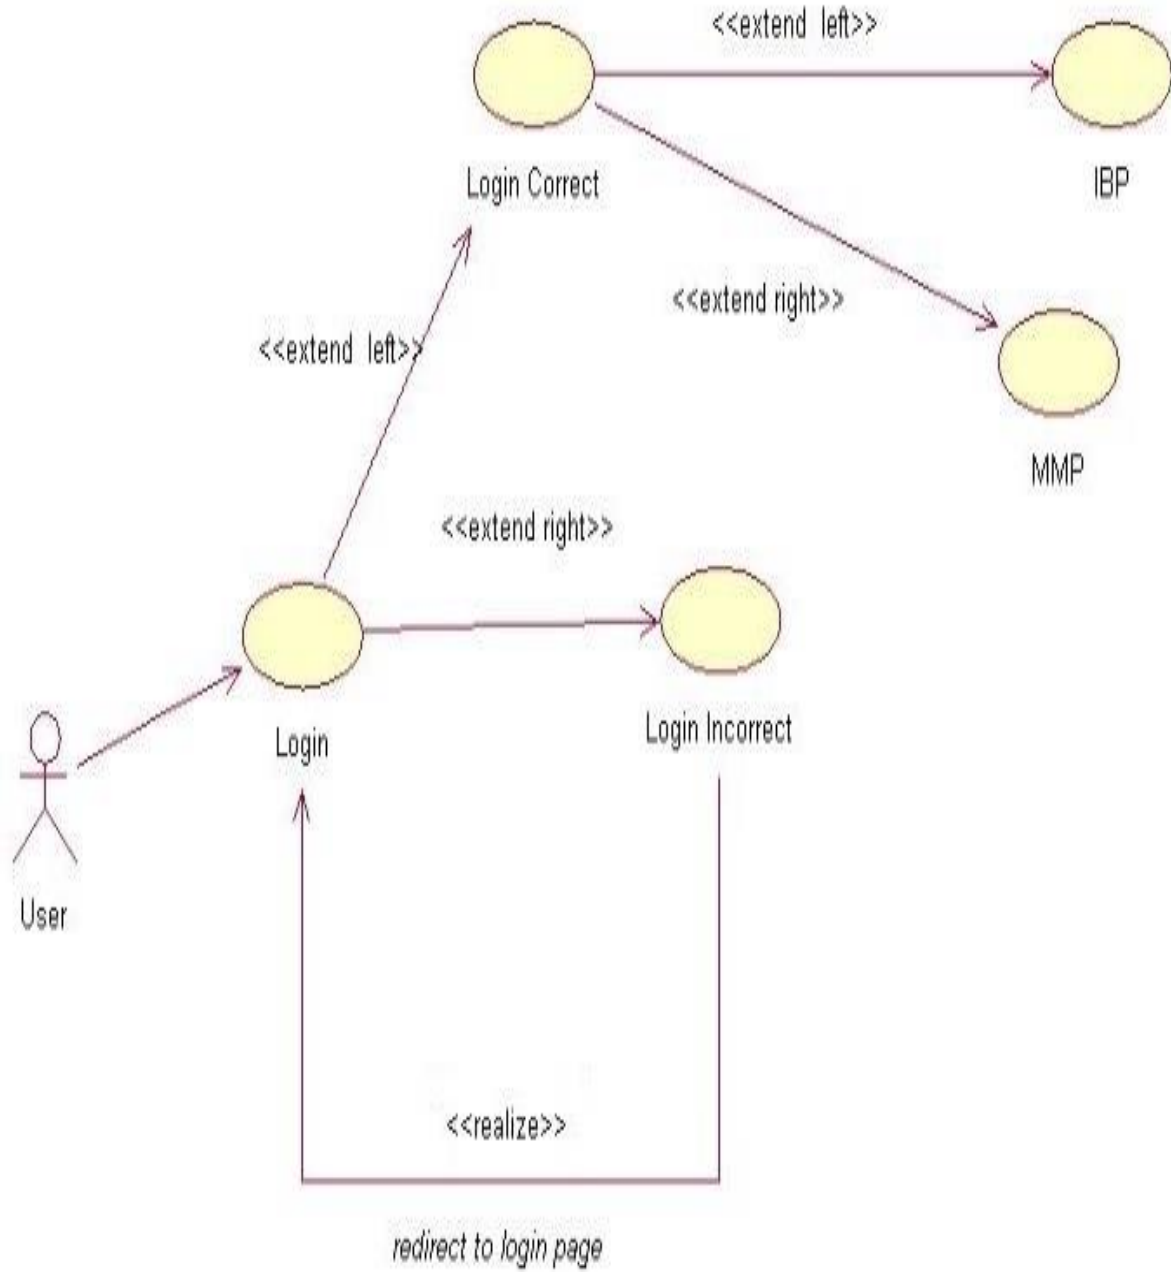 <<extend left>>
Login Correct
IBP
<<extend right>>
<<extend left>>
MMP
<<extend right>>
Login
Login Incorrect
User
<<realize>>
redirect to login page